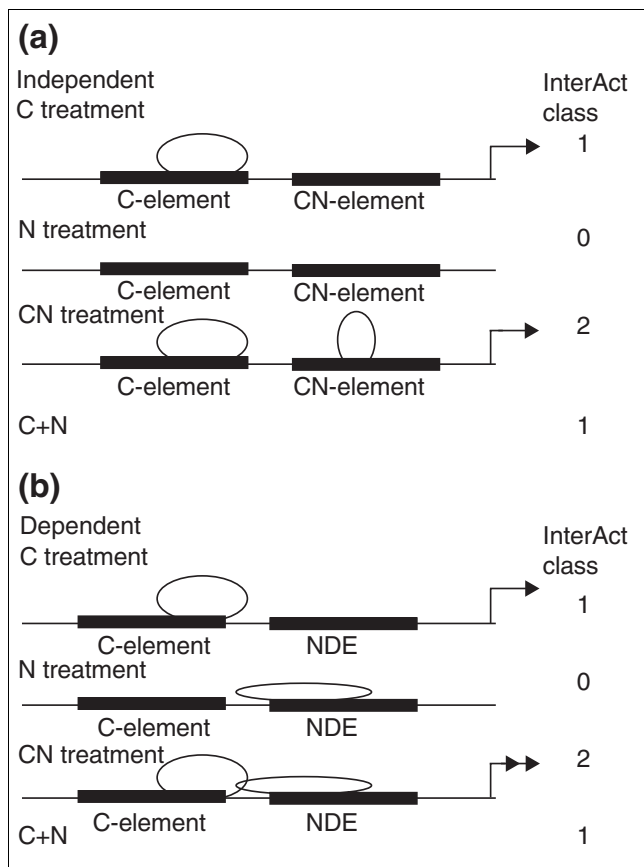 (a)
Independent
C treatment
InterAct
class
1
C-element
CN-element
N treatment
0
C-element
CN-element
CN treatment
2
C-element
CN-element
C+N
1
(b)
Dependent
C treatment
InterAct
class
1
C-element
NDE
N treatment
0
C-element
NDE
CN treatment
2
C-element
NDE
C+N
1